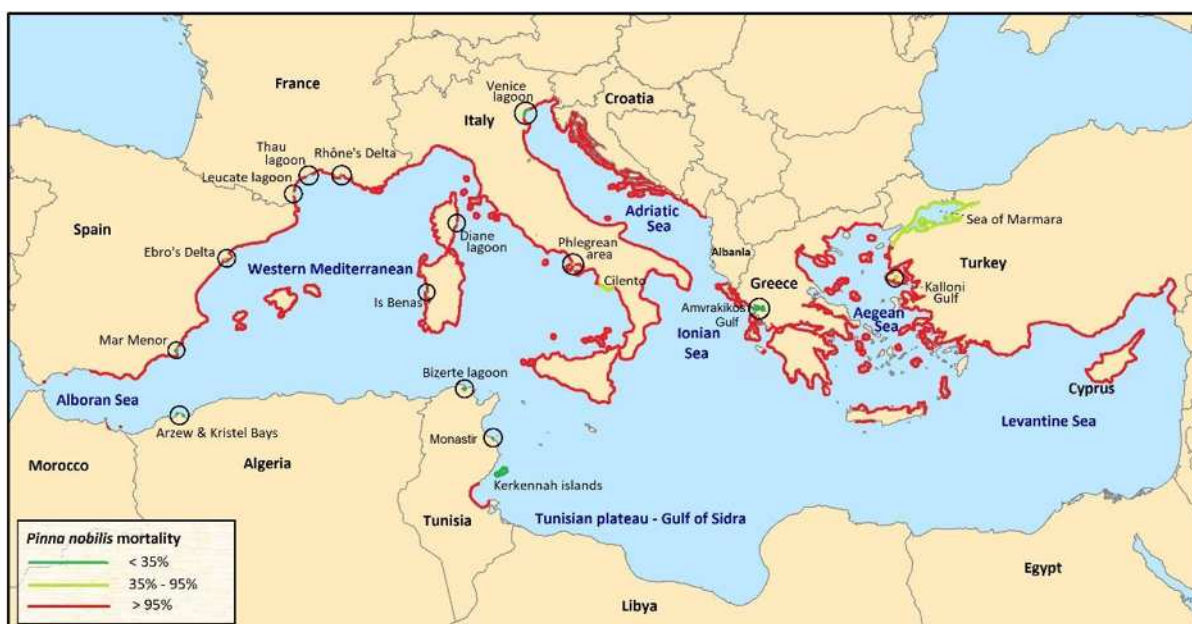 France
Venice
lagoon
Croatia
Italy
Thau
lagoon
Rhône's Delta
Leucate lagoon
Spain
Adriatic
Sea
Sea of Marmara
Diane
lagoon
Phlegrean
area
Albania
Ebro's Delta
Western Mediterranean
Turkey
Cilento
Greece
Kalloni
Gulf
Is Benas
Amvrakikos
Gulf
Aegean
Sea
Ionian
Sea
Mar Menor
Bizerte lagoon
Cyprus
Alboran Sea
Levantine Sea
Arzew & Kristel Bays
Monastir
Morocco
Algeria
Kerkennah islands
Tunisia
Tunisian plateau - Gulf of Sidra
Pinna nobilis mortality
< 35%
35% - 95%
> 95%
Egypt
Libya